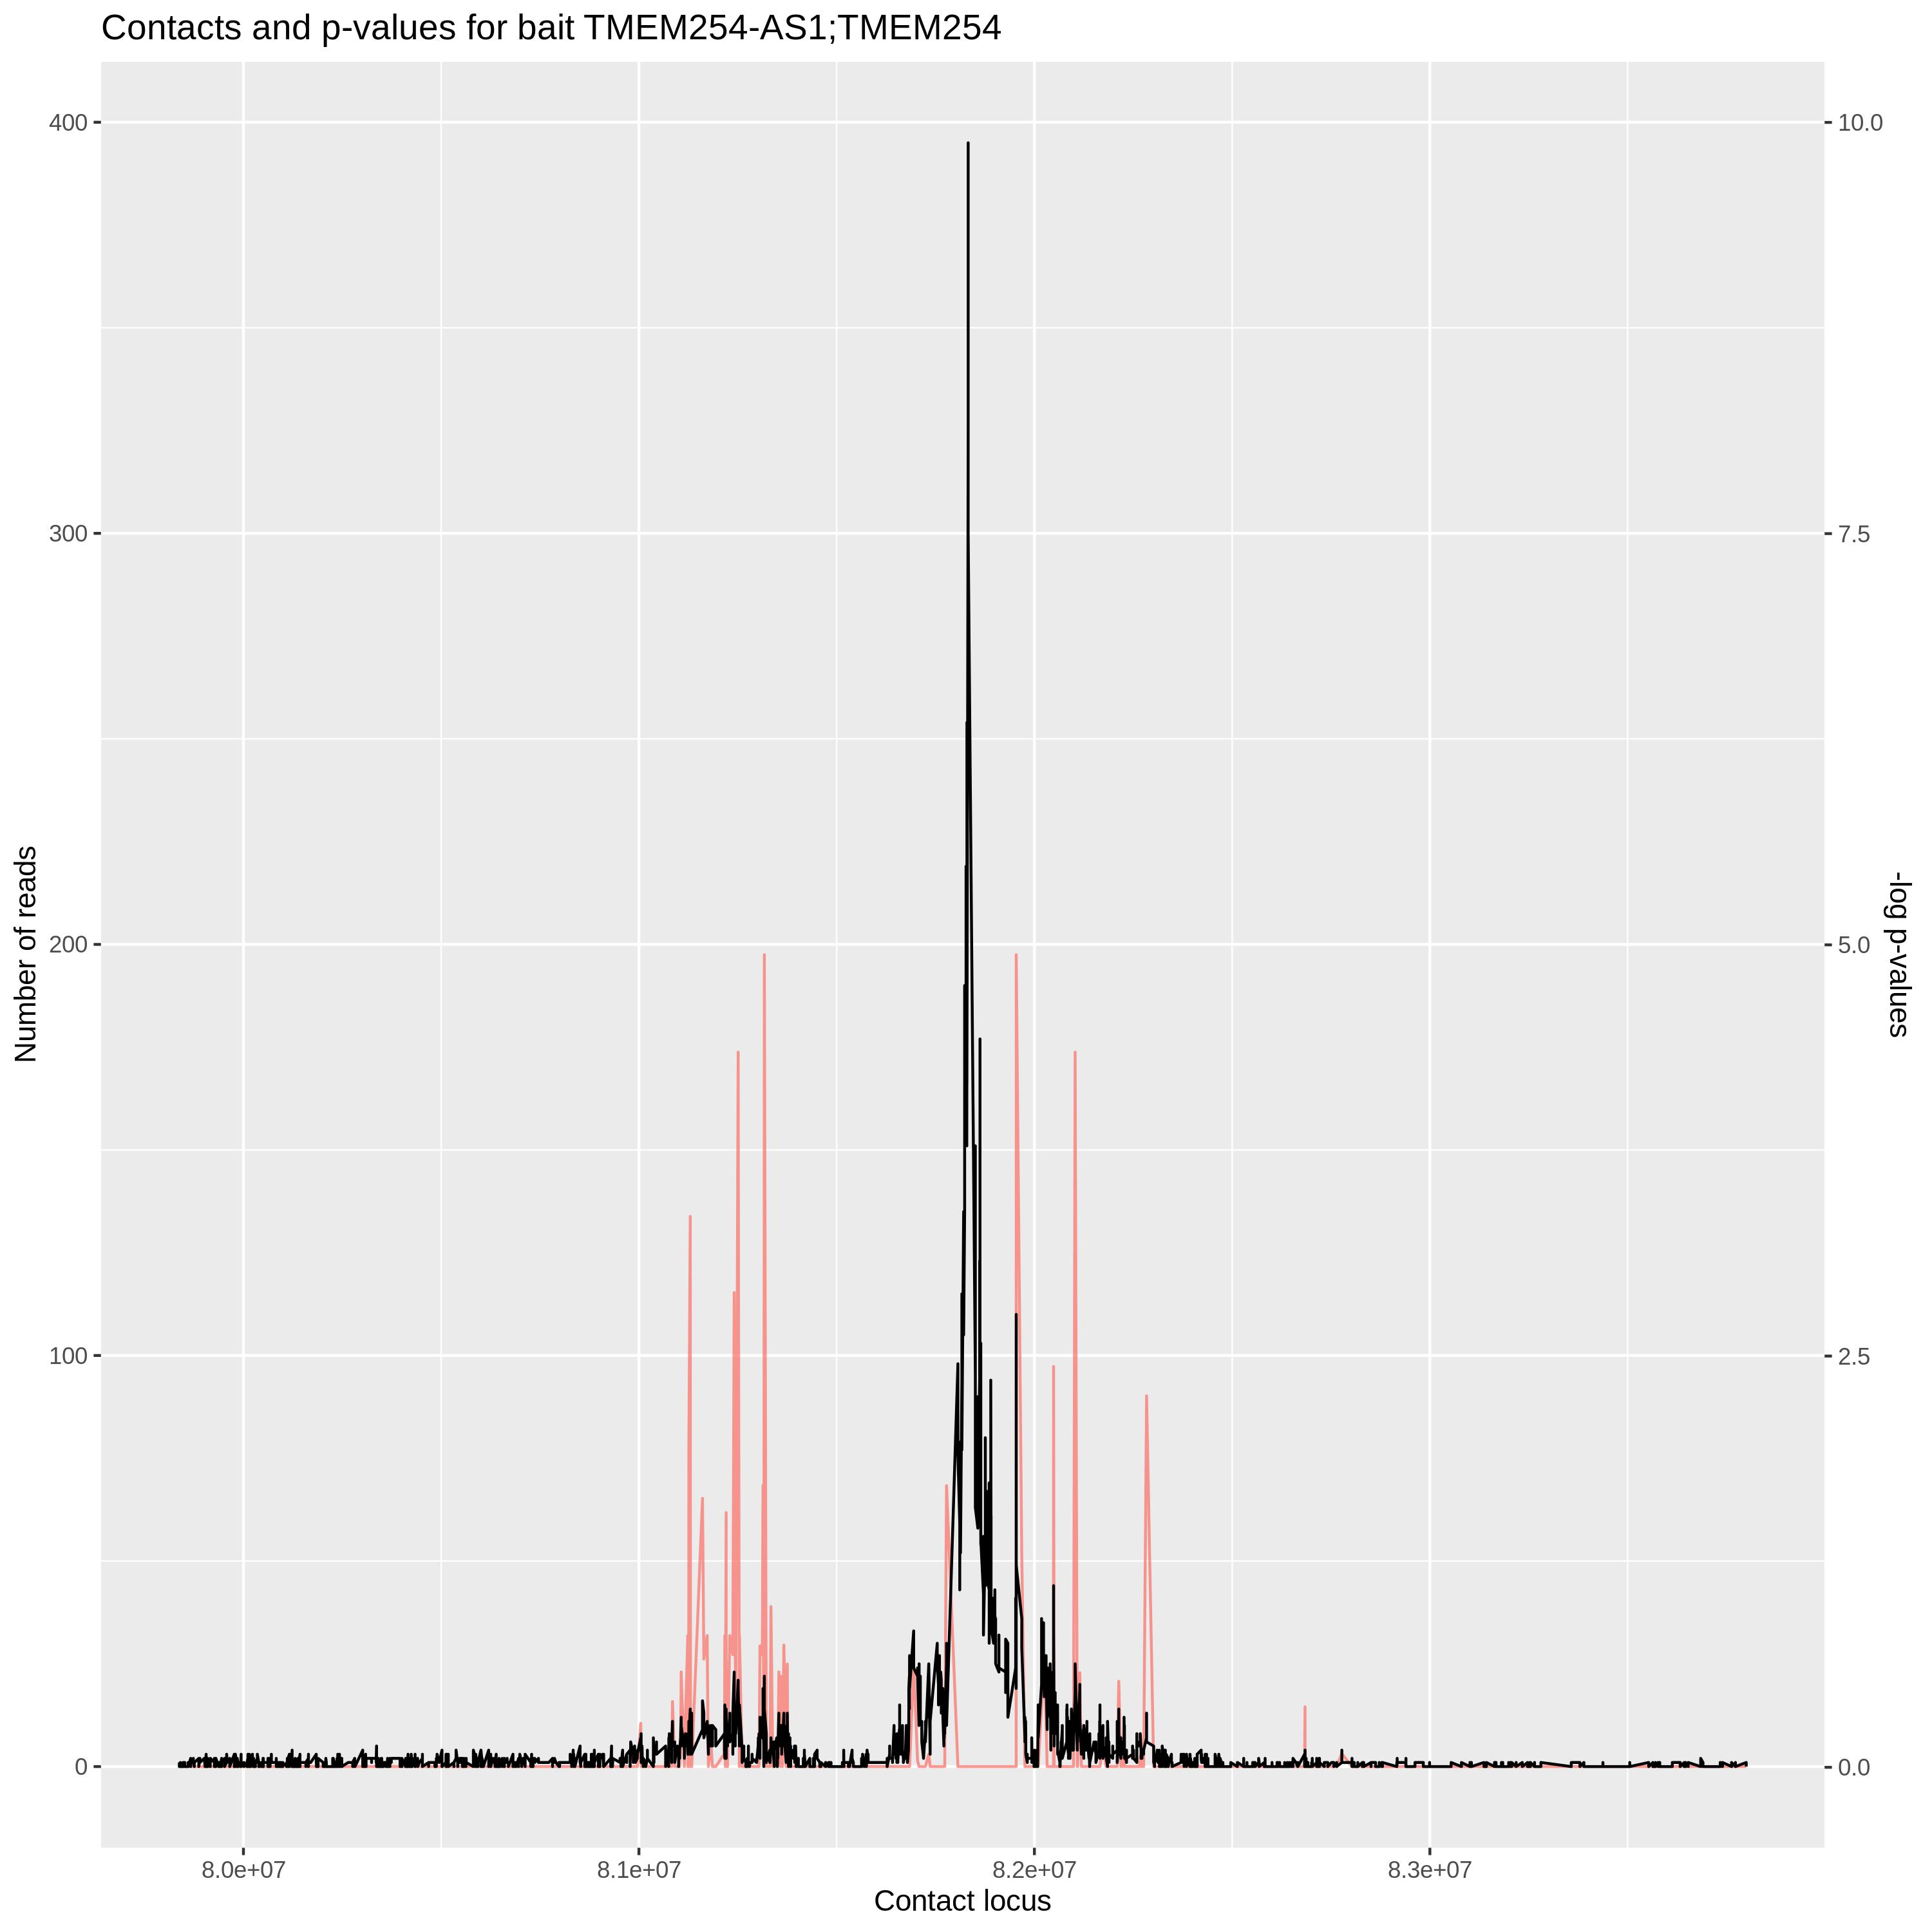 Contacts and p-values for bait TMEM254-AS1;TMEM254
400
300
200
100
0
Number of reads
10.0
7.5
5.0
2.5
0.0
-log p-values
8.0e+07
8.1e+07
8.2e+07
8.3e+07
Contact locus